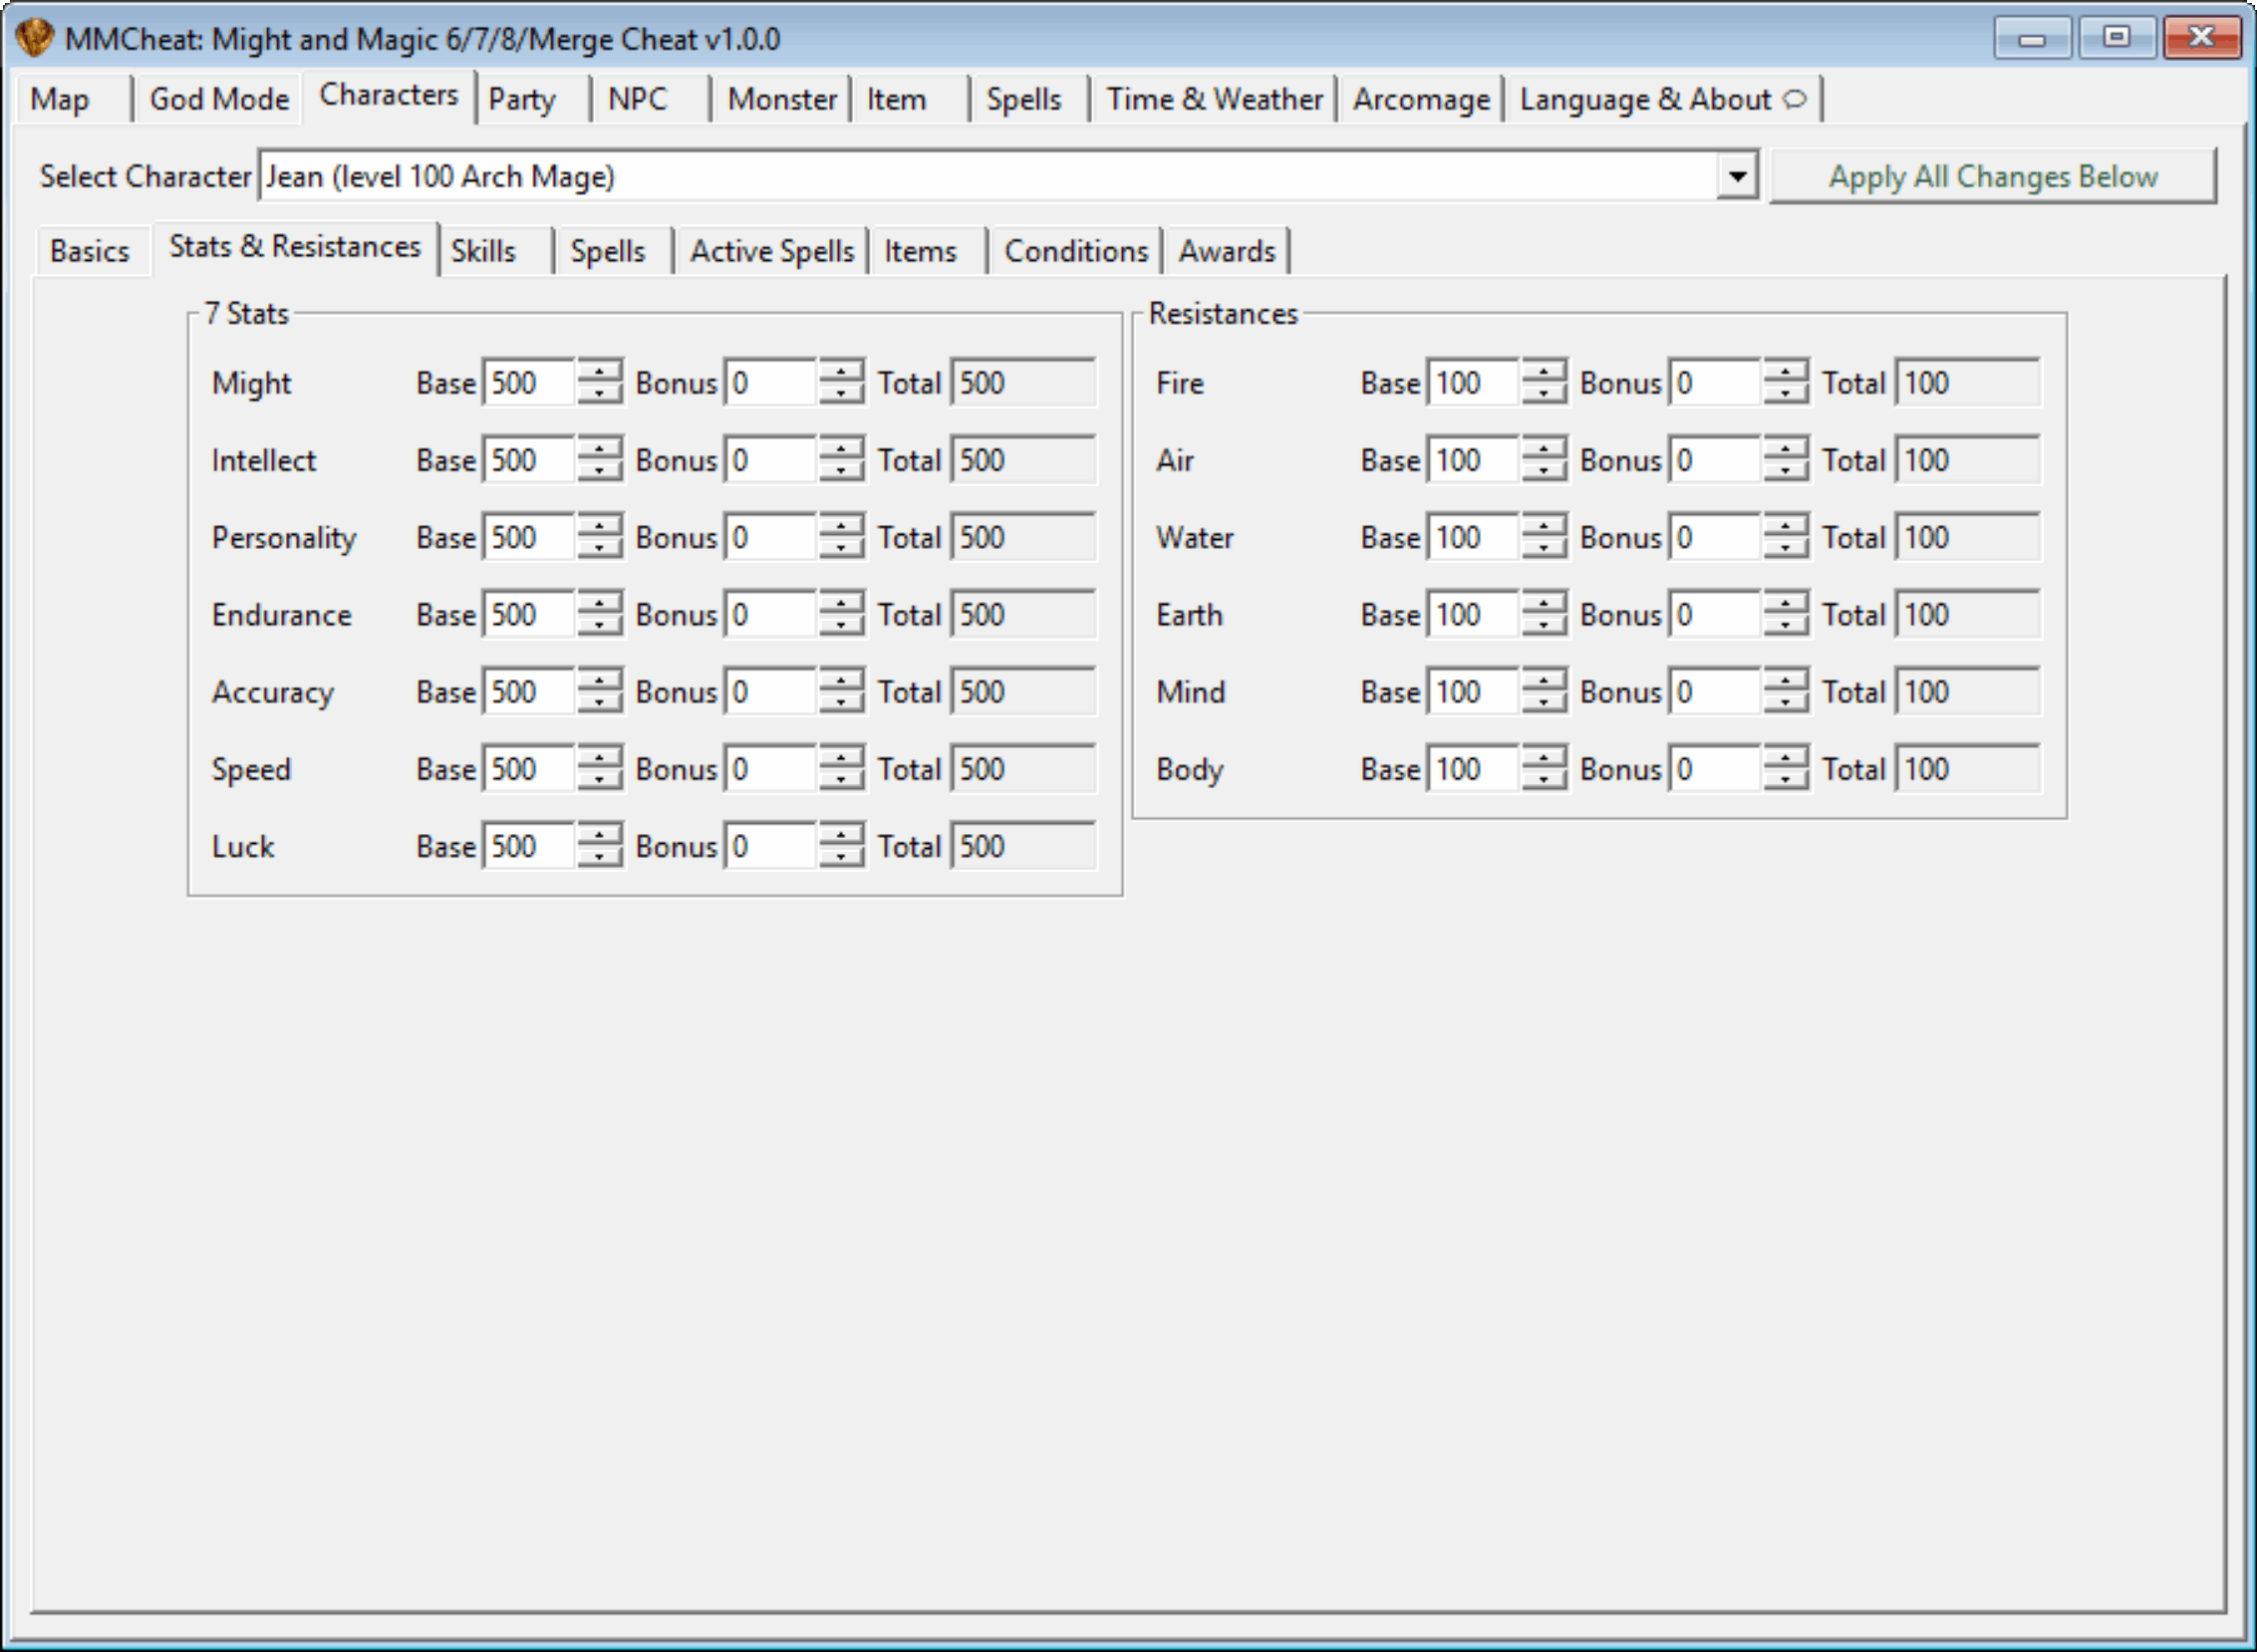 MMCheat: Might and Magic 6/7/8/Merge Cheat v1.0.0
Map God Mode Characters Party NPC Monster Item Spells Time & Weather Arcomage Language & About
Select Character Jean (level 100 Arch Mage) Apply All Changes Below
Basics Stats & Resistances Skills Spells Active Spells Items Conditions Awards
7 Stats
Might Base 500 Bonus 0 Total 500
Intellect Base 500 Bonus 0 Total 500
Personality Base 500 Bonus 0 Total 500
Endurance Base 500 Bonus 0 Total 500
Accuracy Base 500 Bonus 0 Total 500
Speed Base 500 Bonus 0 Total 500
Luck Base 500 Bonus 0 Total 500
Resistances
Fire Base 100 Bonus 0 Total 100
Air Base 100 Bonus 0 Total 100
Water Base 100 Bonus 0 Total 100
Earth Base 100 Bonus 0 Total 100
Mind Base 100 Bonus 0 Total 100
Body Base 100 Bonus 0 Total 100